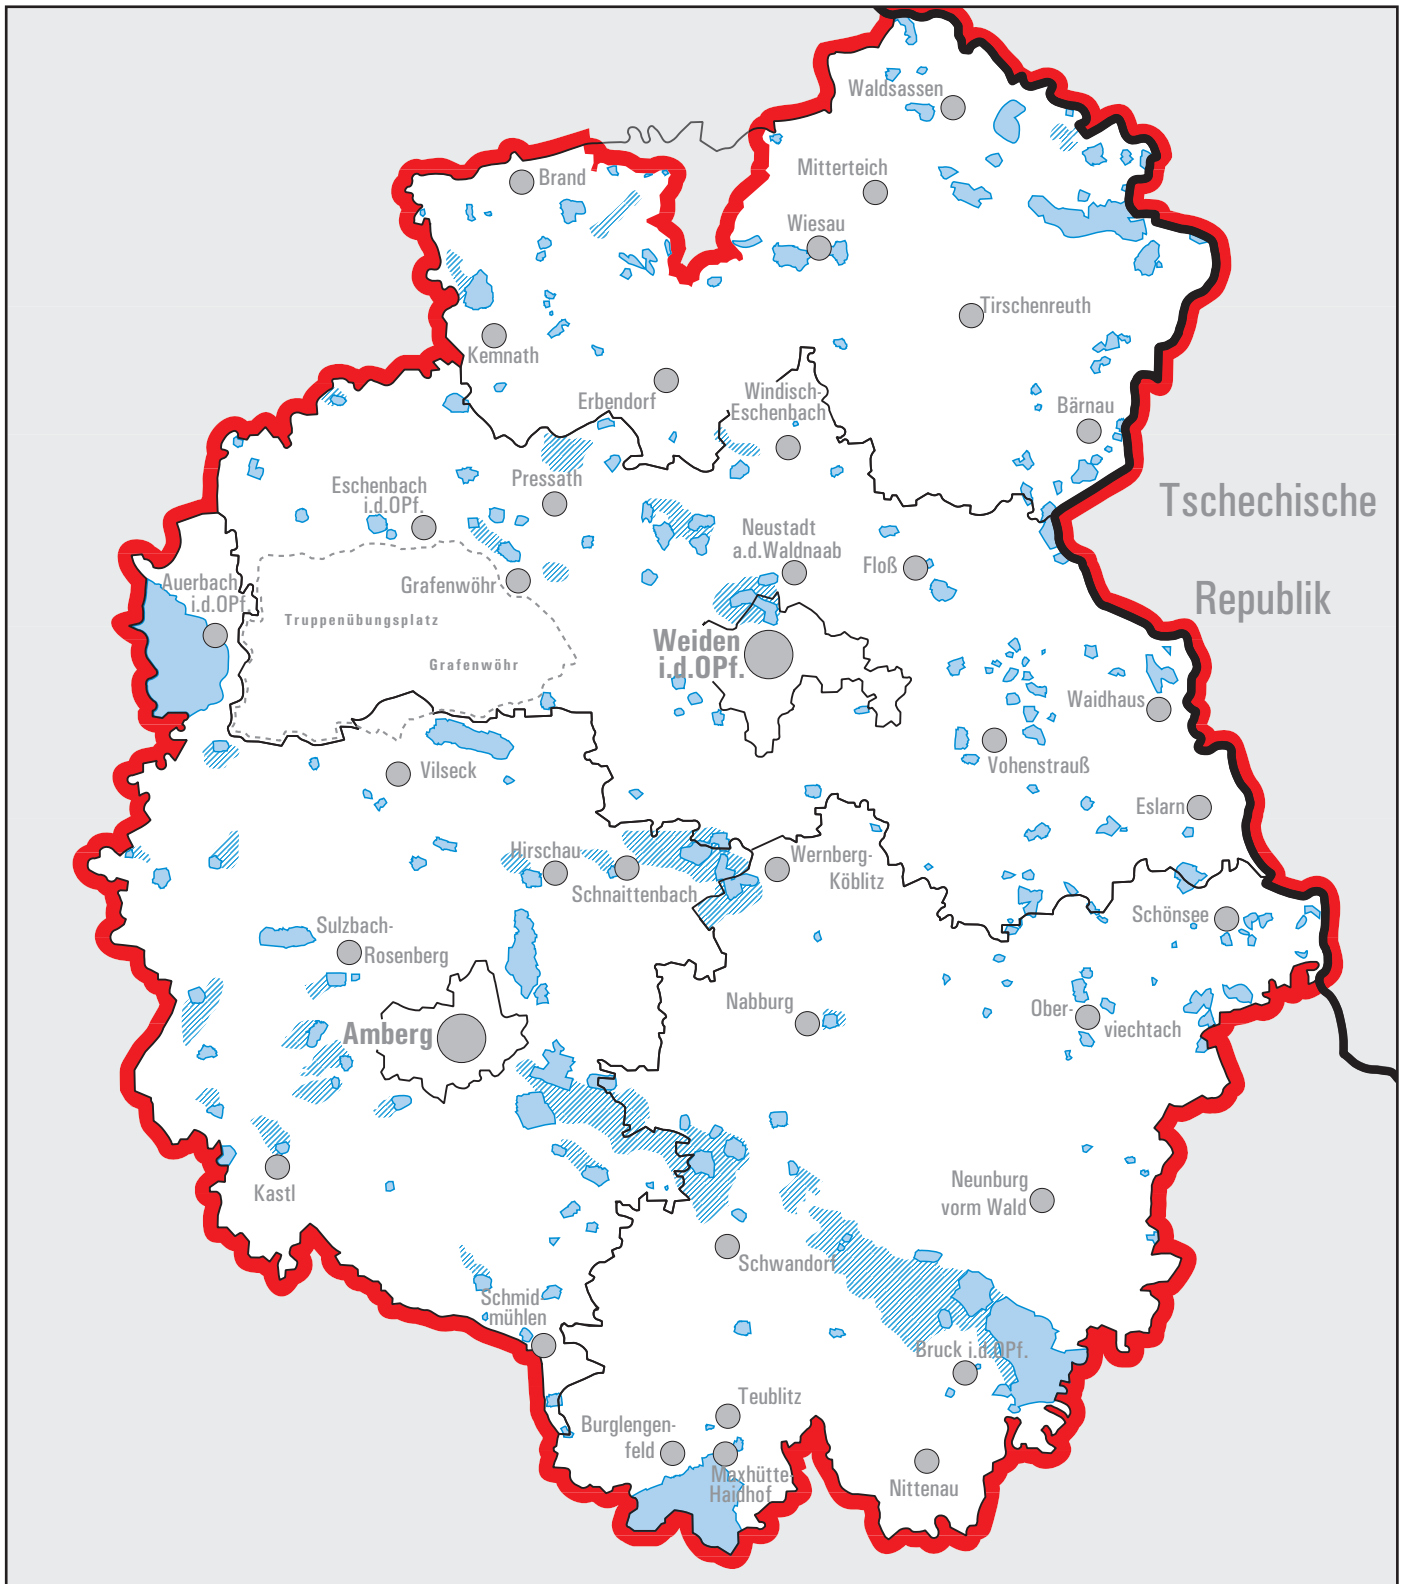 Waldsassen
Brand
Mitterteich
Wiesau
Tirschenreuth
Kemnath
Erbendorf
Windisch-
Eschenbach
Bärnau
Eschenbach
i.d.OPf.
Pressath
Tschechische
Republik
Neustadt
a.d.Waldnaab
Floß
Auerbach
i.d.OPf.
Grafenwöhr
Truppenübungsplatz
Grafenwöhr
Weiden
i.d.OPf.
Waidhaus
Vohenstrauß
Vilseck
Eslarn
Hirschau
Schnaittenbach
Wernberg-
Köblitz
Schönsee
Sulzbach-
Rosenberg
Nabburg
Ober-
viechtach
Amberg
Kastl
Neunburg
vorm Wald
Schwandorf
Schmid
mühlen
Bruck i.d.OPf.
Teublitz
Burglengen-
feld
Maxhütte-
Haidhof
Nittenau